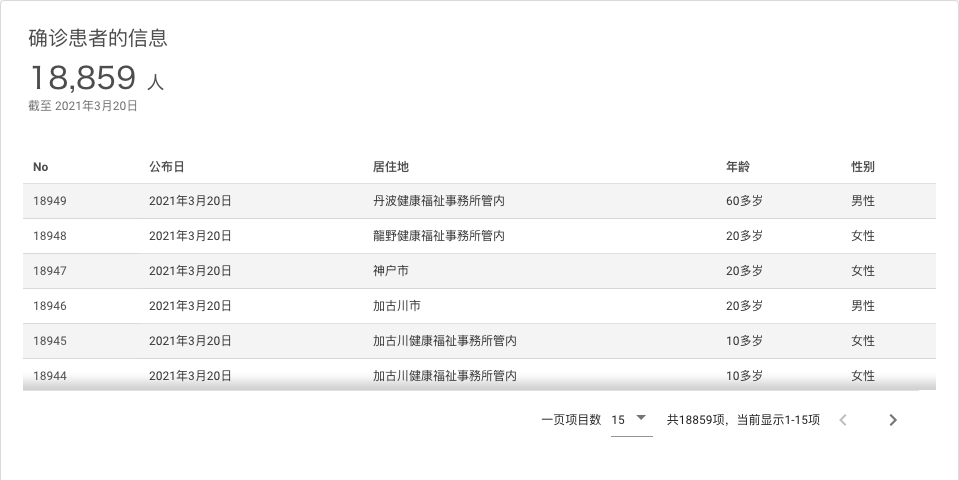 确诊患者的信息
18,859 人
截至 2021年3月20日
No 公布日 居住地 年龄 性别
18949 2021年3月20日 丹波健康福祉事務所管内 60多岁 男性
18948 2021年3月20日 龍野健康福祉事務所管内 20多岁 女性
18947 2021年3月20日 神户市 20多岁 女性
18946 2021年3月20日 加古川市 20多岁 男性
18945 2021年3月20日 加古川健康福祉事務所管内 10多岁 女性
18944 2021年3月20日 加古川健康福祉事務所管内 10多岁 女性
一页项目数 15 共18859项，当前显示1-15项